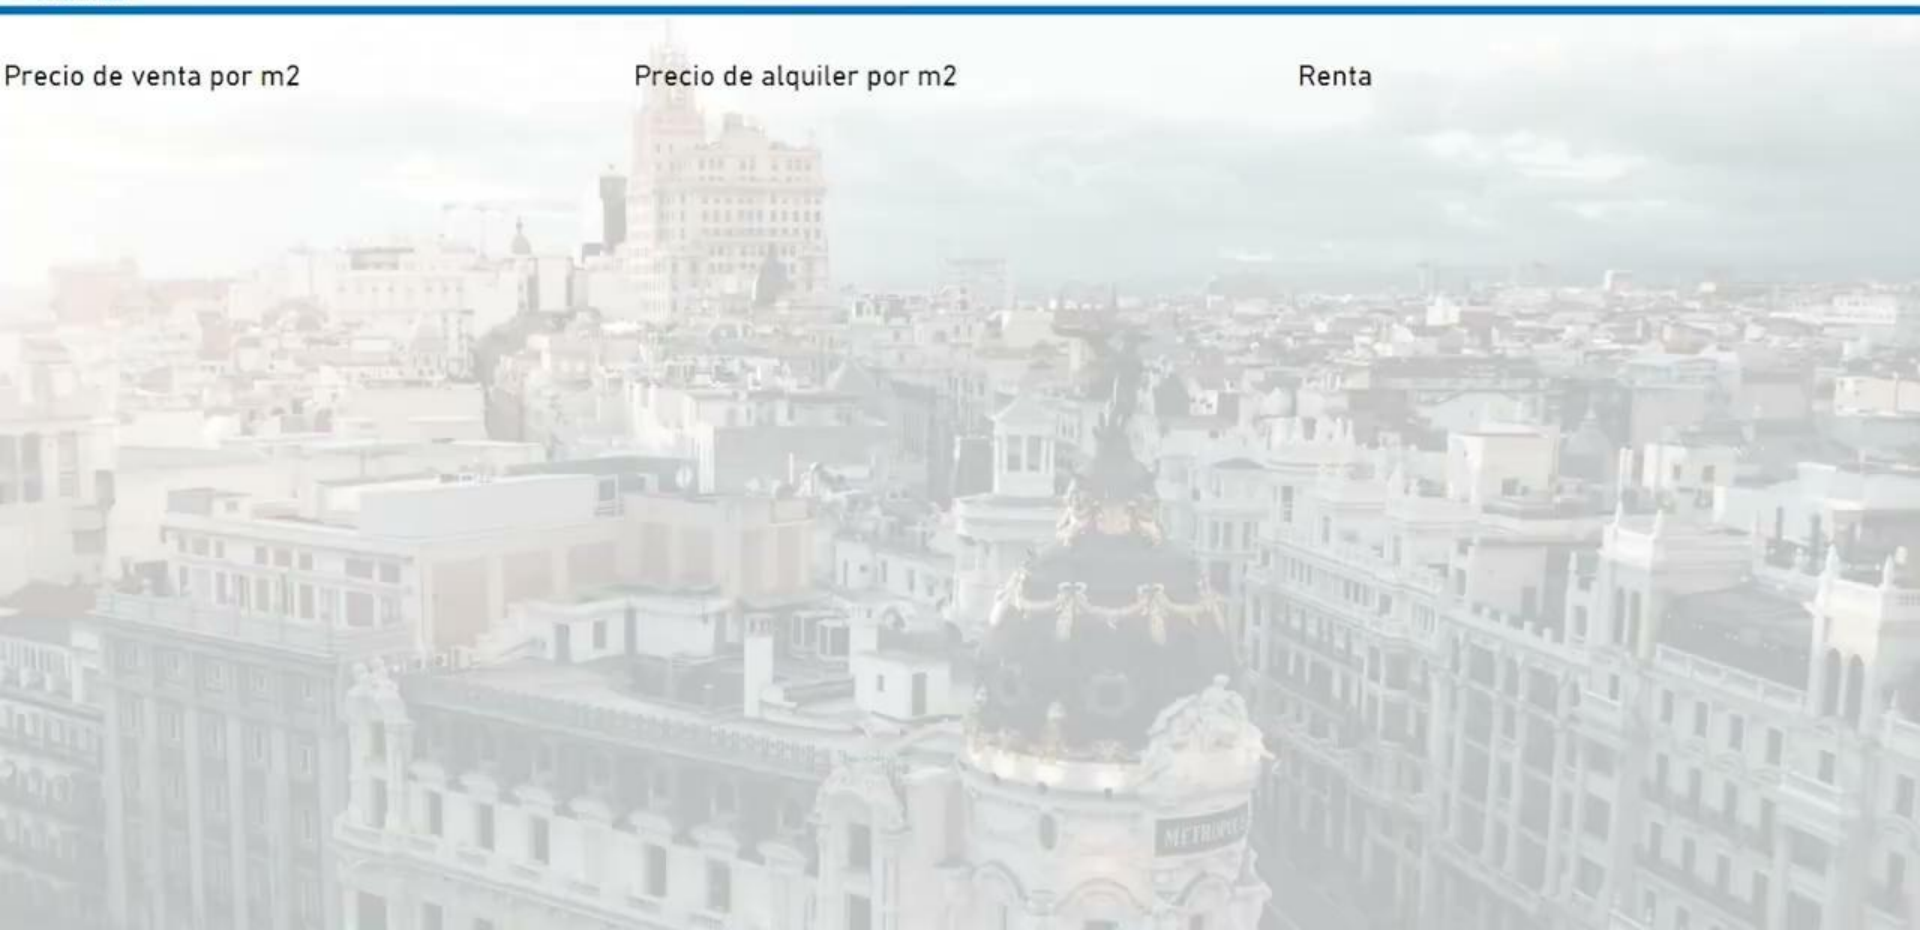 Precio de venta por m2
Precio de alquiler por m2
Renta